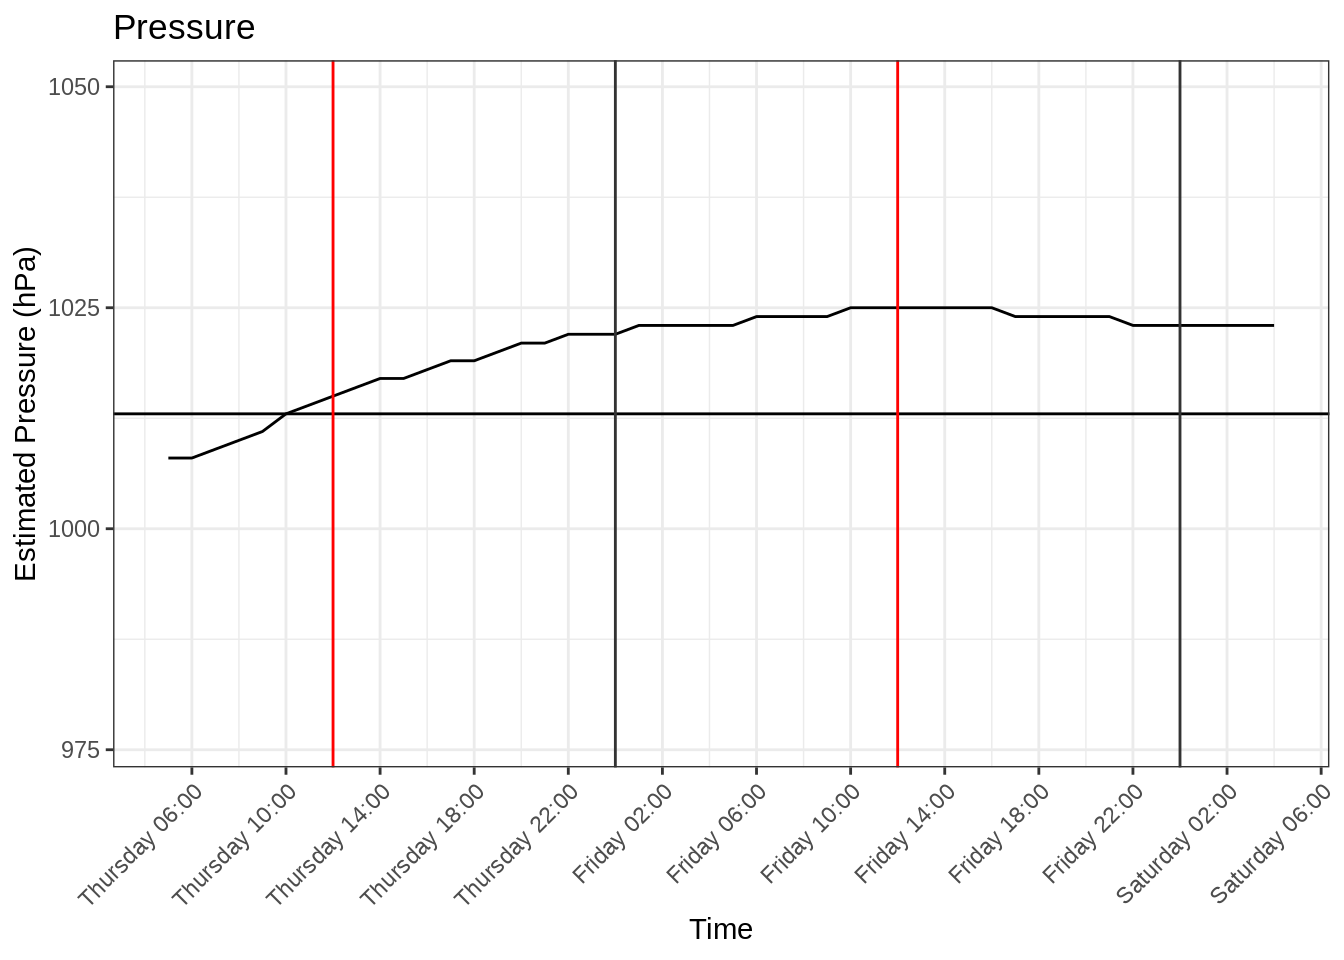 Pressure
Estimated Pressure (hPa)
1050
1025
1000
975
Thursday 06:00
Thursday 10:00
Thursday 14:00
Thursday 18:00
Thursday 22:00
Friday 02:00
Friday 06:00
Friday 10:00
Friday 14:00
Friday 18:00
Friday 22:00
Saturday 02:00
Saturday 06:00
Time